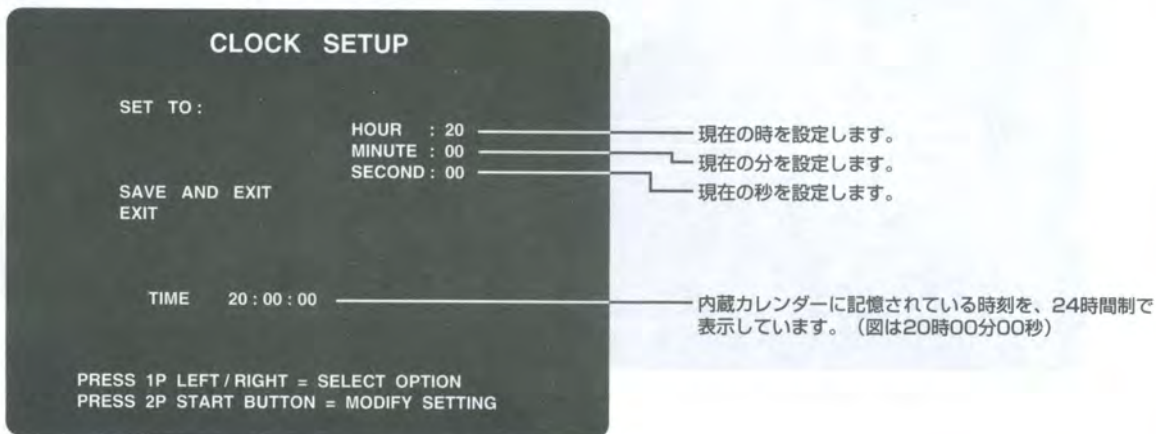 CLOCK SETUP
SET TO:
HOUR : 20
MINUTE : 00
SECOND : 00
SAVE AND EXIT
EXIT
TIME 20 : 00 : 00
PRESS 1P LEFT / RIGHT = SELECT OPTION
PRESS 2P START BUTTON = MODIFY SETTING
現在の時を設定します。
現在の分を設定します。
現在の秒を設定します。
内蔵カレンダーに記憶されている時刻を、24時間制で
表示しています。（図は20時00分00秒）